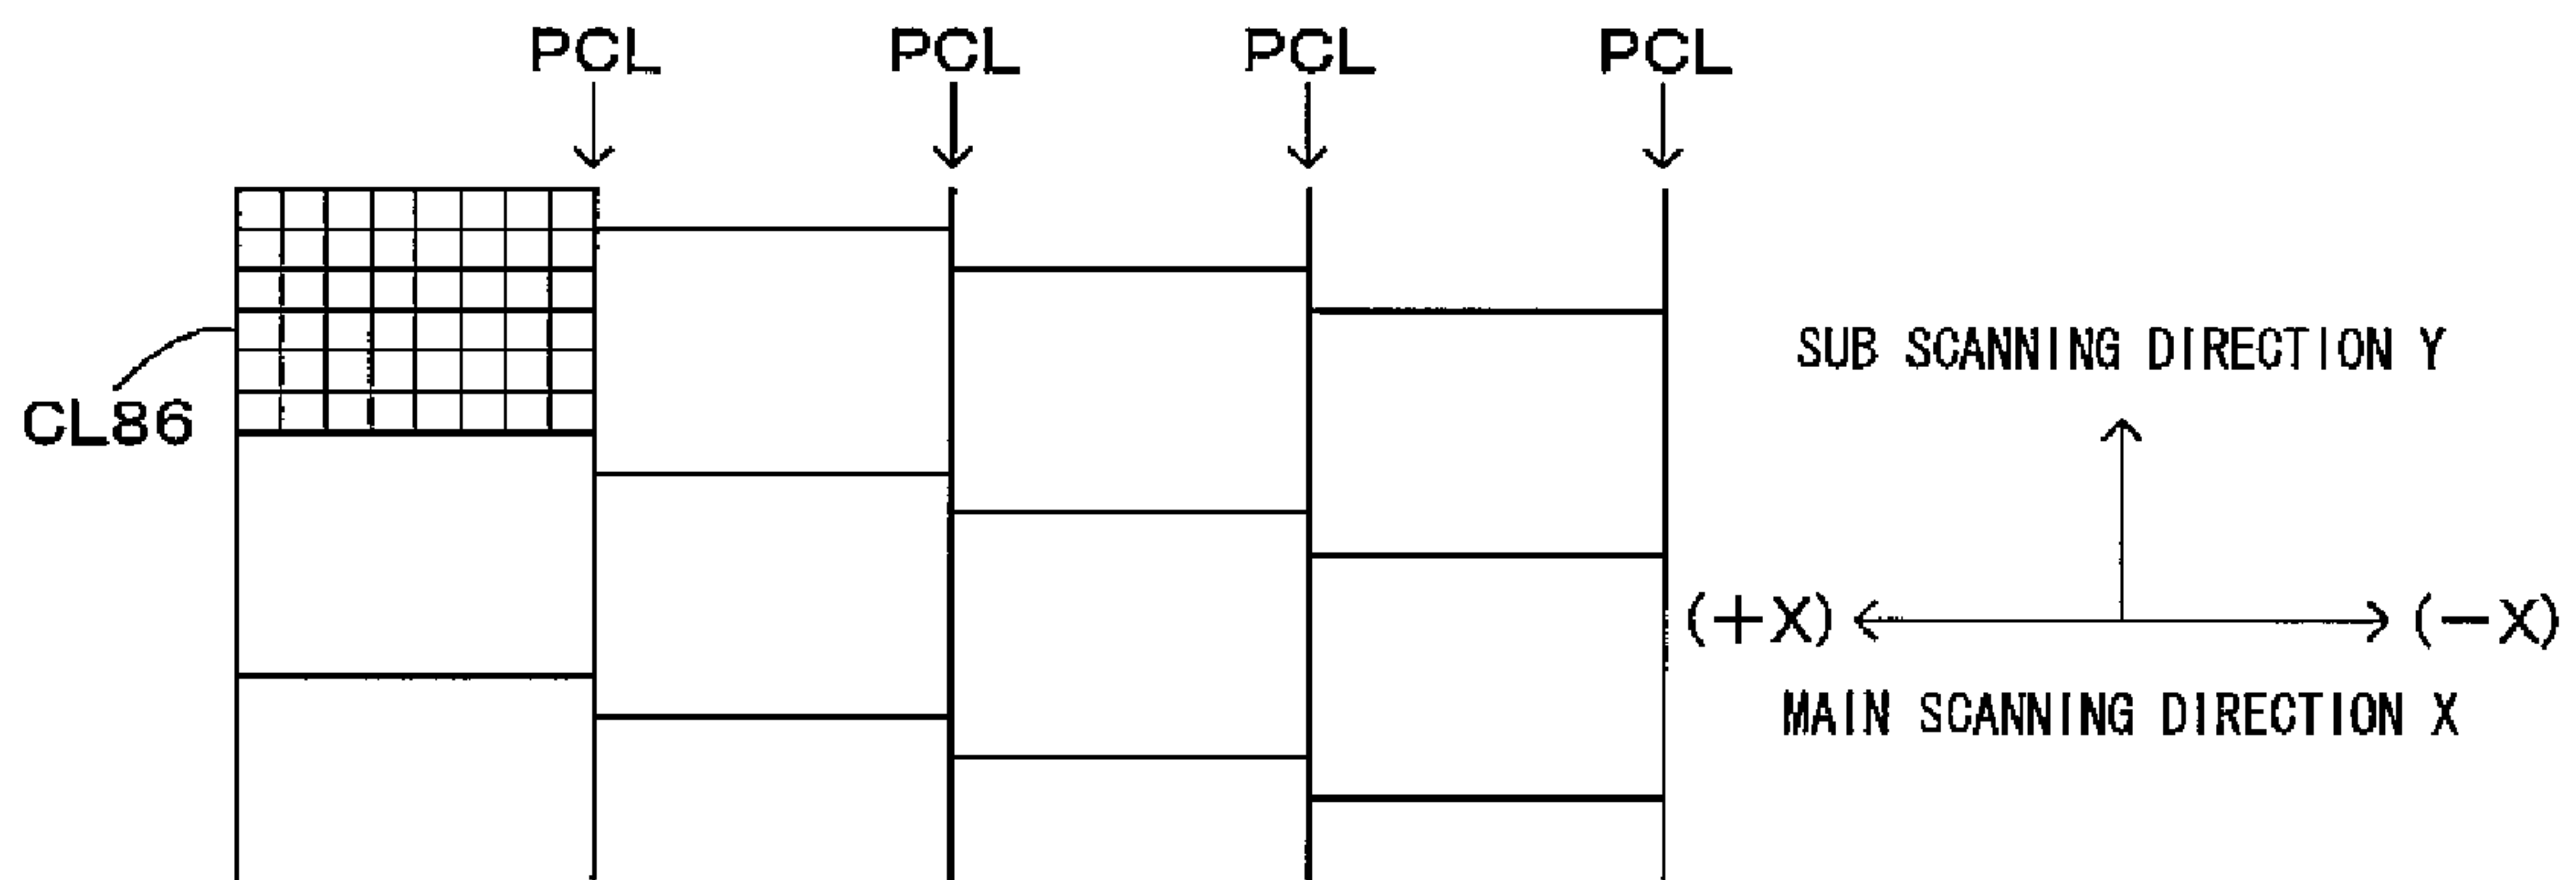 PCL PCL PCL PCL
SUB SCANNING DIRECTION Y
CL86
(+X) (-X)
MAIN SCANNING DIRECTION X